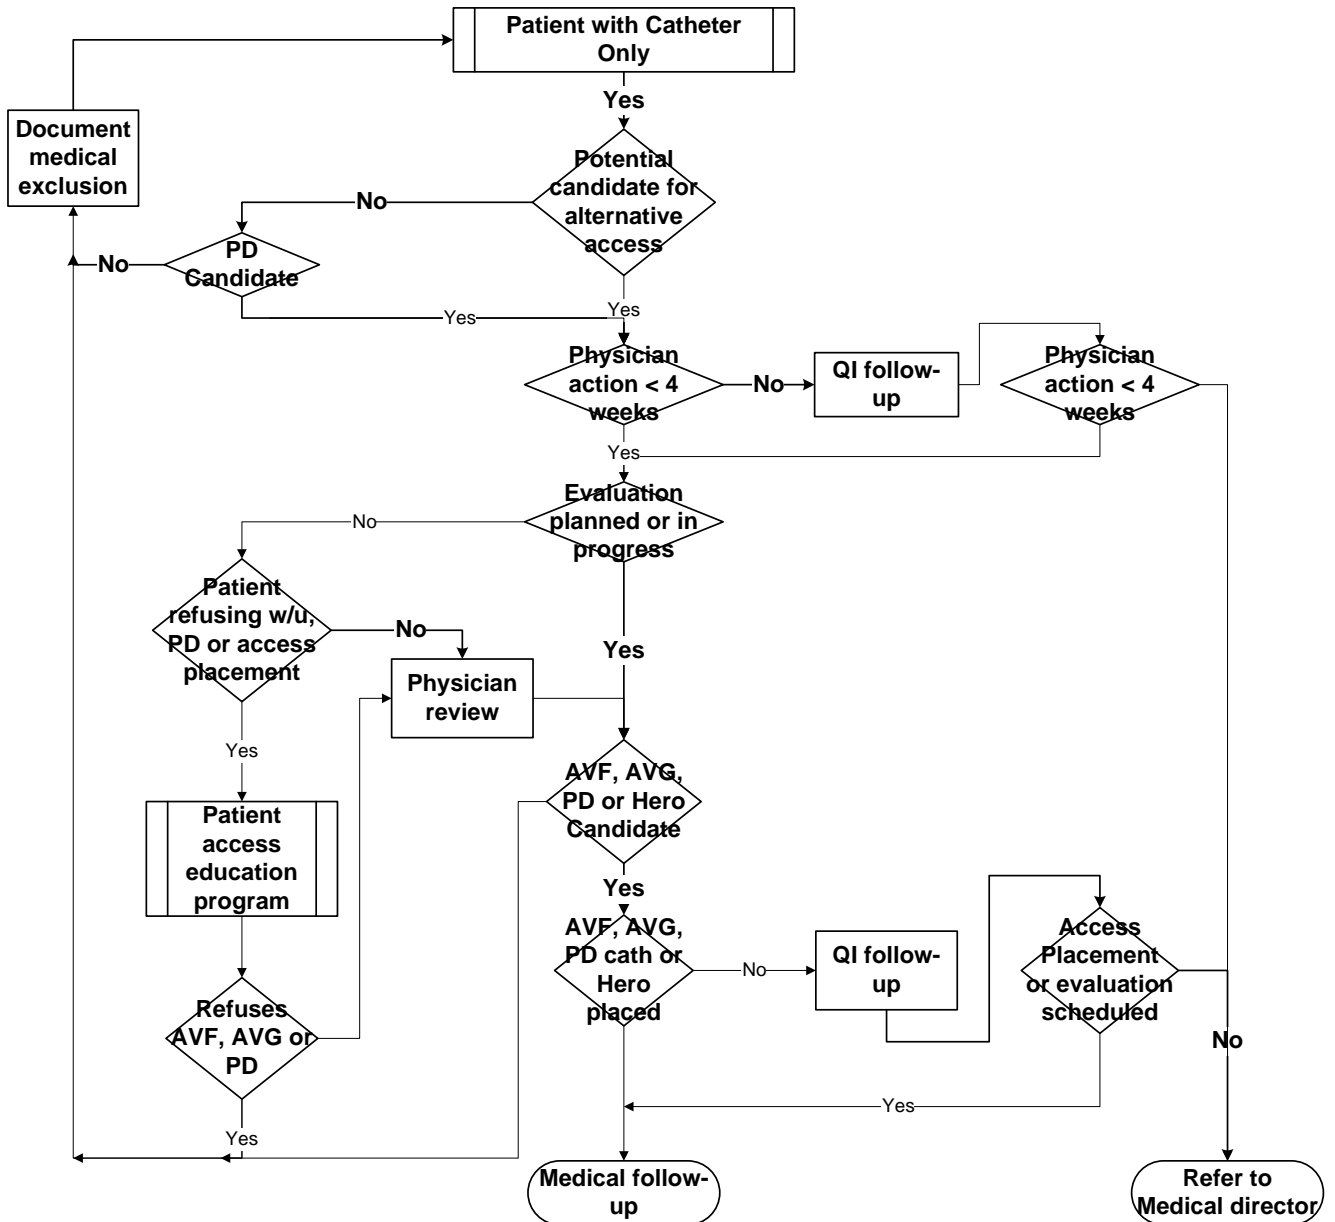 Patient with Catheter
Only
Yes
Document
medical
exclusion
Potential
candidate for
alternative
access
No
PD
Candidate
No
Yes
Yes
Physician
action < 4
weeks
No
QI follow-
up
Physician
action < 4
weeks
Yes
Evaluation
planned or in
progress
No
Patient
refusing w/u,
PD or access
placement
No
Yes
Physician
review
Yes
AVF, AVG,
PD or Hero
Candidate
Patient
access
education
program
Yes
AVF, AVG,
PD cath or
Hero
placed
No
QI follow-
up
Access
Placement
or evaluation
scheduled
Refuses
AVF, AVG or
PD
No
Yes
Yes
Medical follow-
up
Refer to
Medical director